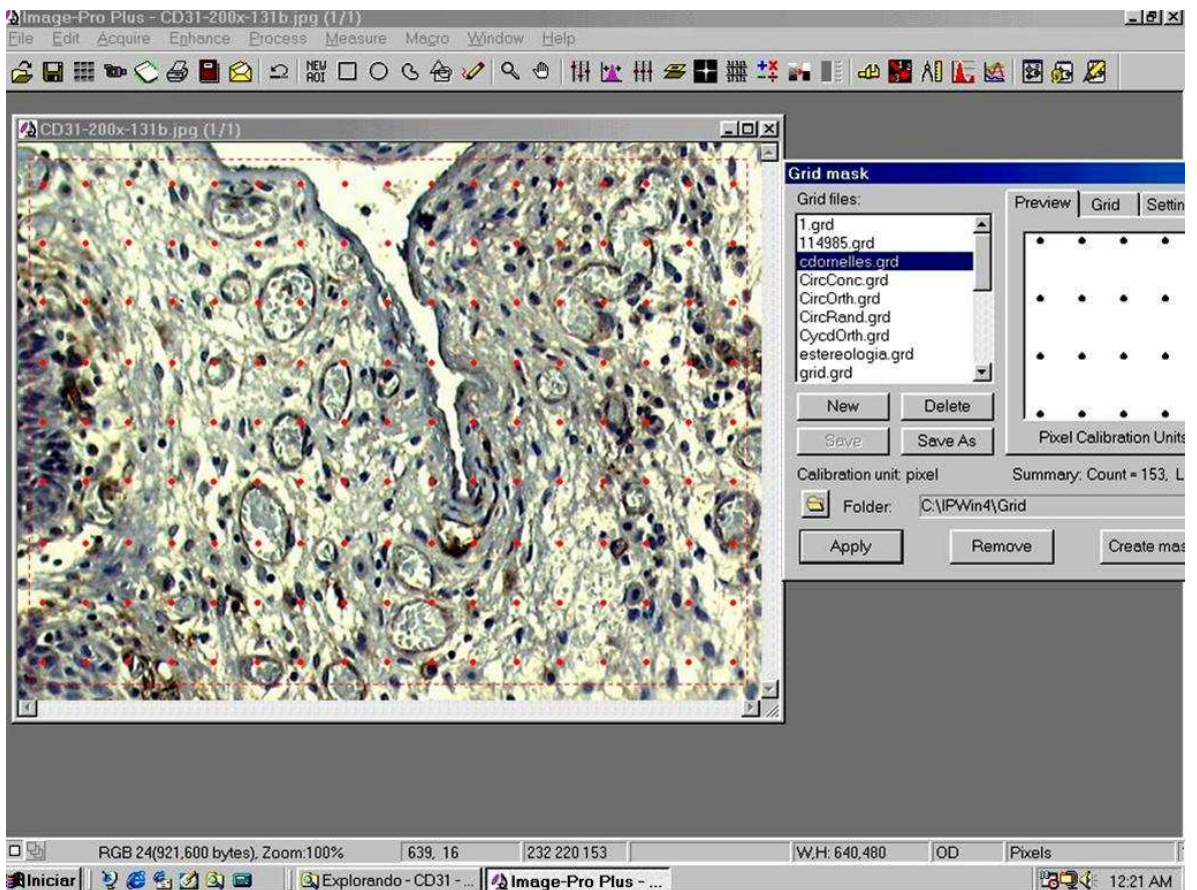 Image-Pro Plus - CD31-200x-131b.jpg (1/1)
File Edit Acquire Enhance Process Measure Macro Window Help
NEW AOI
CD31-200x-131b.jpg (1/1)
Grid mask
Grid files:
1.grd
114985.grd
cdornelles.grd
CircConc.grd
CircOrth.grd
CircRand.grd
CycdOrth.grd
estereologia.grd
grid.grd
Preview Grid Settin
New Delete
Save Save As
Pixel Calibration Units
Calibration unit: pixel
Summary: Count = 153, L
Folder: C:\IPWin4\Grid
Apply Remove Create mas
RGB 24(921,600 bytes), Zoom:100% 639, 16 232 220 153 W,H: 640,480 OD Pixels
Iniciar Explorando - CD31 -... Image-Pro Plus - ... 12:21 AM